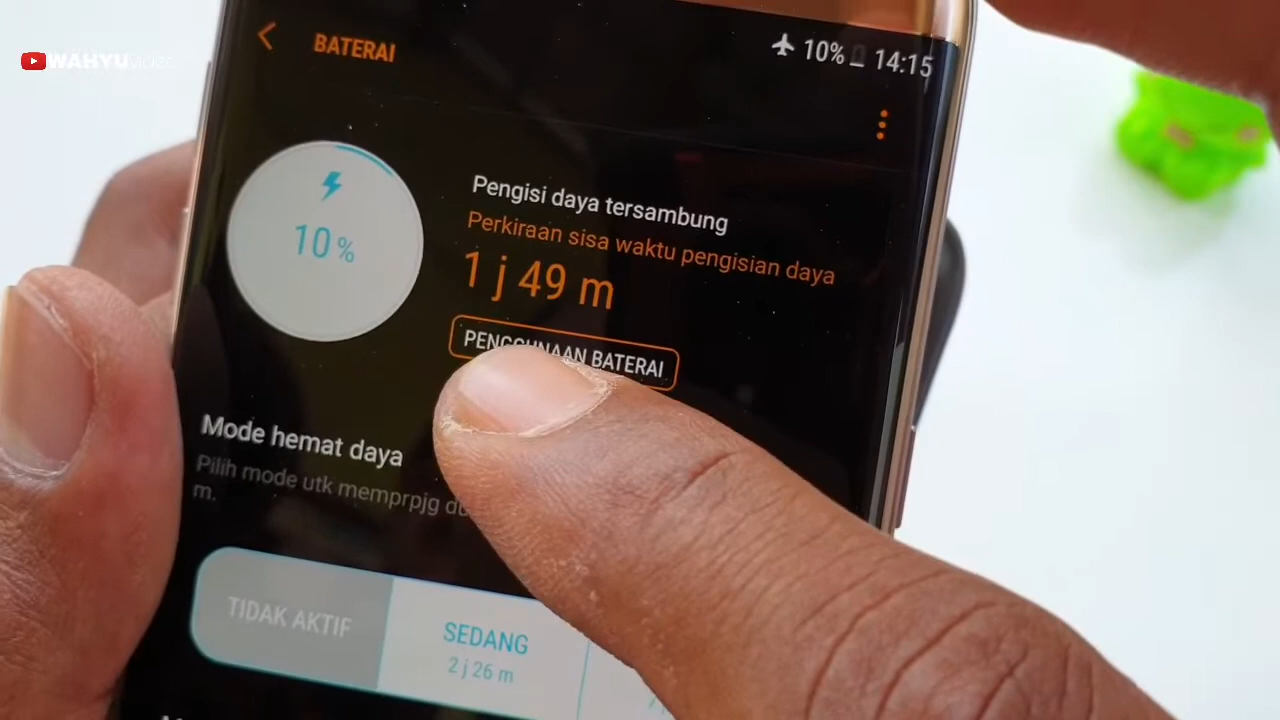 WAHYUvidec
BATERAI
10% 14:15
10%
Pengisi daya tersambung
Perkiraan sisa waktu pengisian daya
1 j 49 m
PENGGUNAAN BATERAI
Mode hemat daya
Pilih mode utk memprpjg
m.
TIDAK AKTIF
SEDANG
2 j 26 m